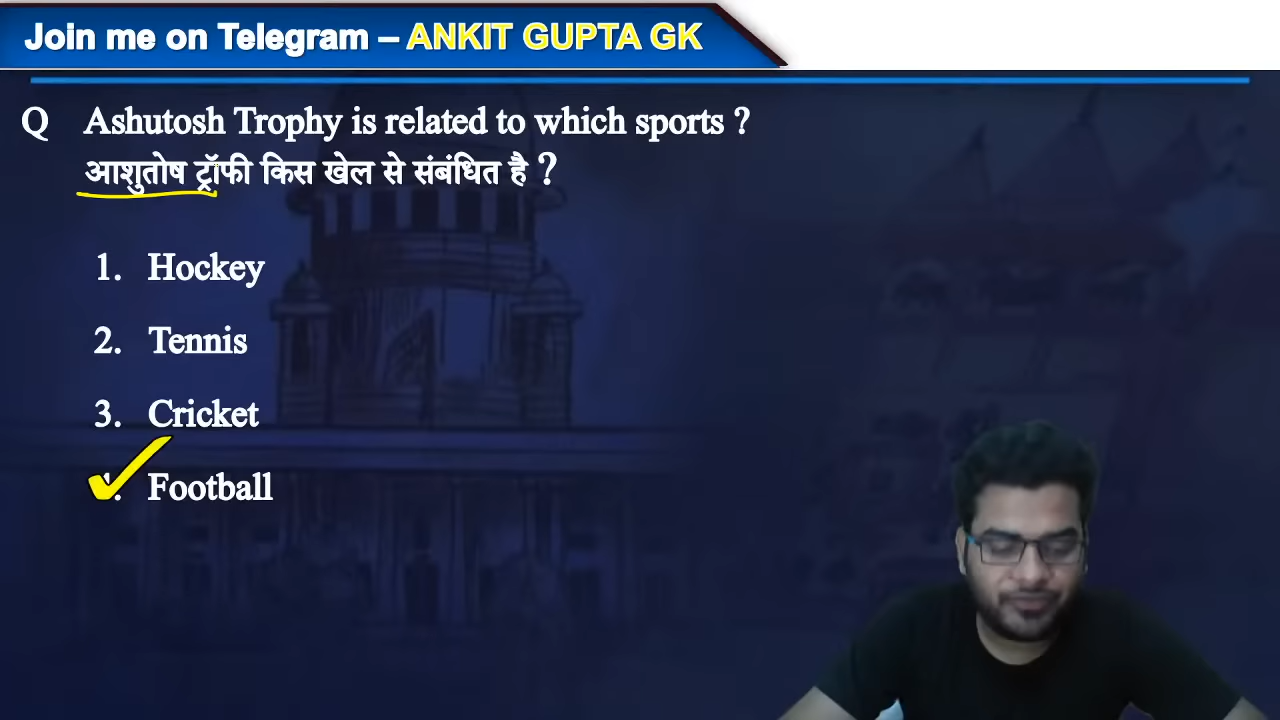 Join me on Telegram – ANKIT GUPTA GK
Q Ashutosh Trophy is related to which sports ?
आशुतोष ट्रॉफी किस खेल से संबंधित है ?
1. Hockey
2. Tennis
3. Cricket
4. Football